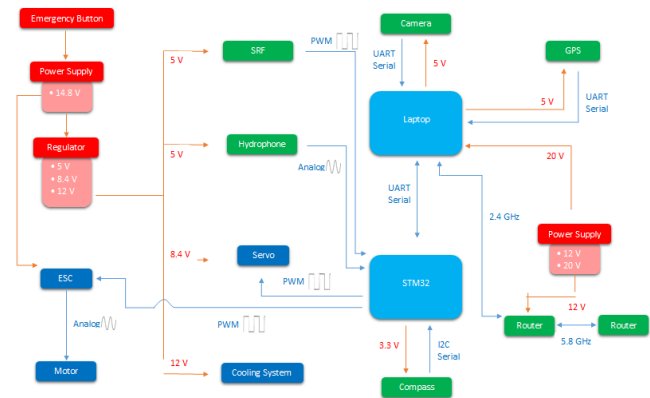 Emergency Button
Power Supply
• 14.8 V
Regulator
• 5 V
• 8.4 V
• 12 V
ESC
Analog
Motor
5 V
SRF
PWM
5 V
Hydrophone
Analog
8.4 V
Servo
PWM
PWM
12 V
Cooling System
Camera
UART
Serial
5 V
Laptop
UART
Serial
STM32
3.3 V
I2C
Serial
Compass
GPS
5 V
UART
Serial
20 V
2.4 GHz
Power Supply
• 12 V
• 20 V
12 V
Router
5.8 GHz
Router